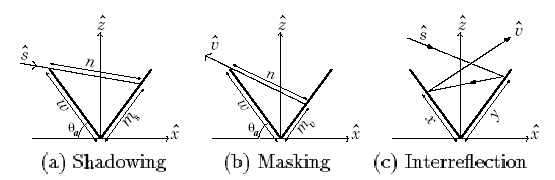 ẑ ẑ ẑ
ŝ n v̂ n ŝ v̂
w θa ms x̂ w θa mv x̂ x y x̂
(a) Shadowing (b) Masking (c) Interreflection